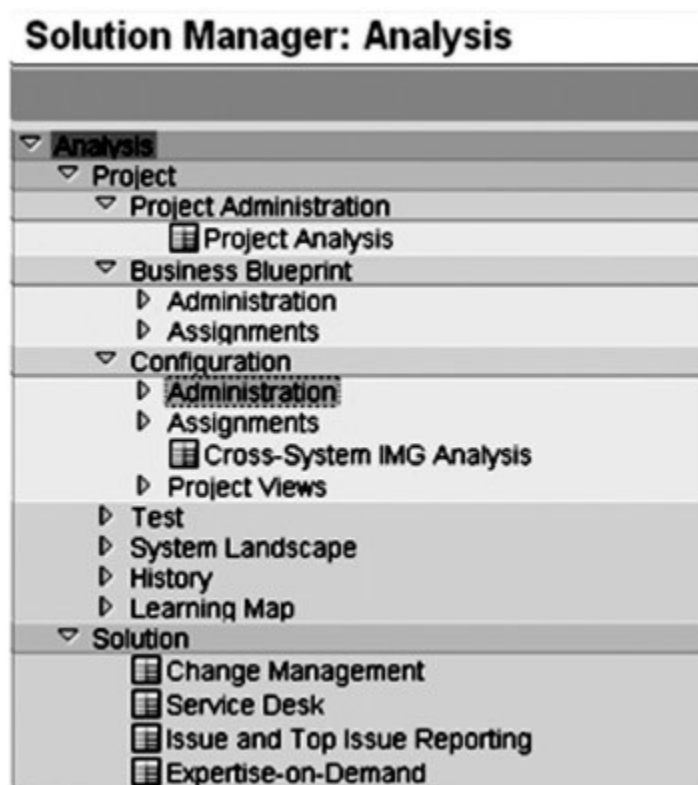 Solution Manager: Analysis
Analysis
Project
Project Administration
Project Analysis
Business Blueprint
Administration
Assignments
Configuration
Administration
Assignments
Cross-System IMG Analysis
Project Views
Test
System Landscape
History
Learning Map
Solution
Change Management
Service Desk
Issue and Top Issue Reporting
Expertise-on-Demand